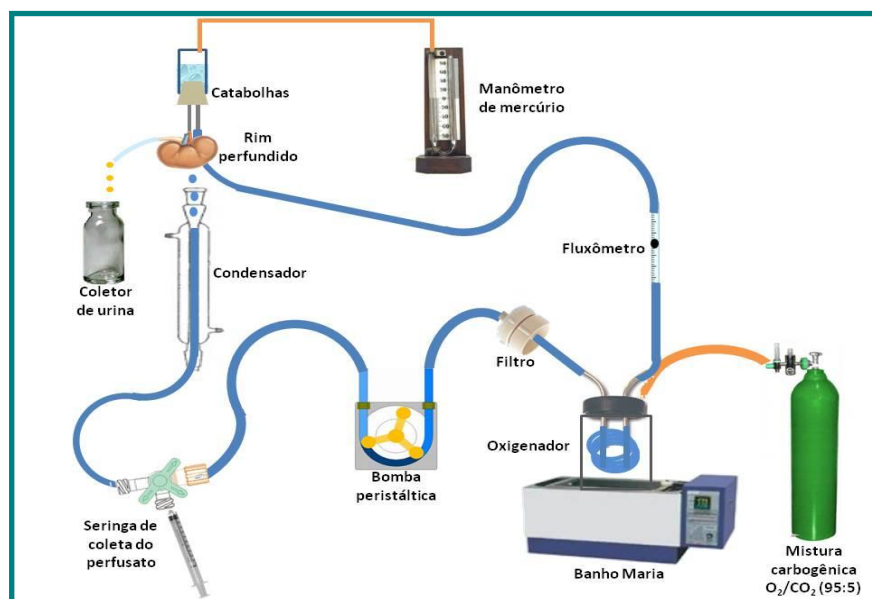 Catabolhas
Manômetro
de mercúrio
Rim
perfundido
Fluxômetro
Condensador
Coletor
de urina
Filtro
Oxigenador
Bomba
peristáltica
Seringa de
coleta do
perfusato
Banho Maria
Mistura
carbogênica
O₂/CO₂ (95:5)